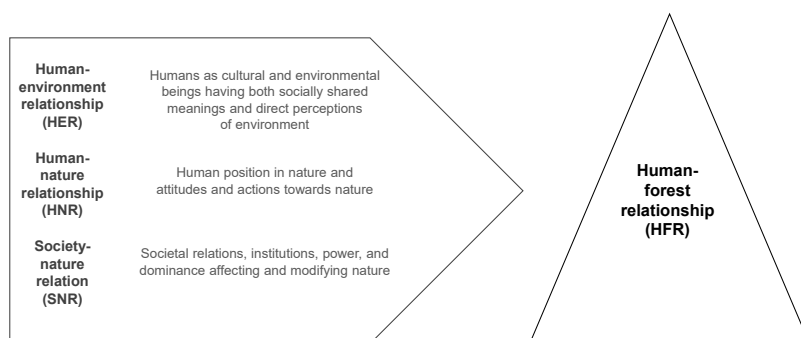 Human-
environment
relationship
(HER)
Humans as cultural and environmental
beings having both socially shared
meanings and direct perceptions
of environment
Human-
nature
relationship
(HNR)
Human position in nature and
attitudes and actions towards nature
Society-
nature
relation
(SNR)
Societal relations, institutions, power, and
dominance affecting and modifying nature
Human-
forest
relationship
(HFR)